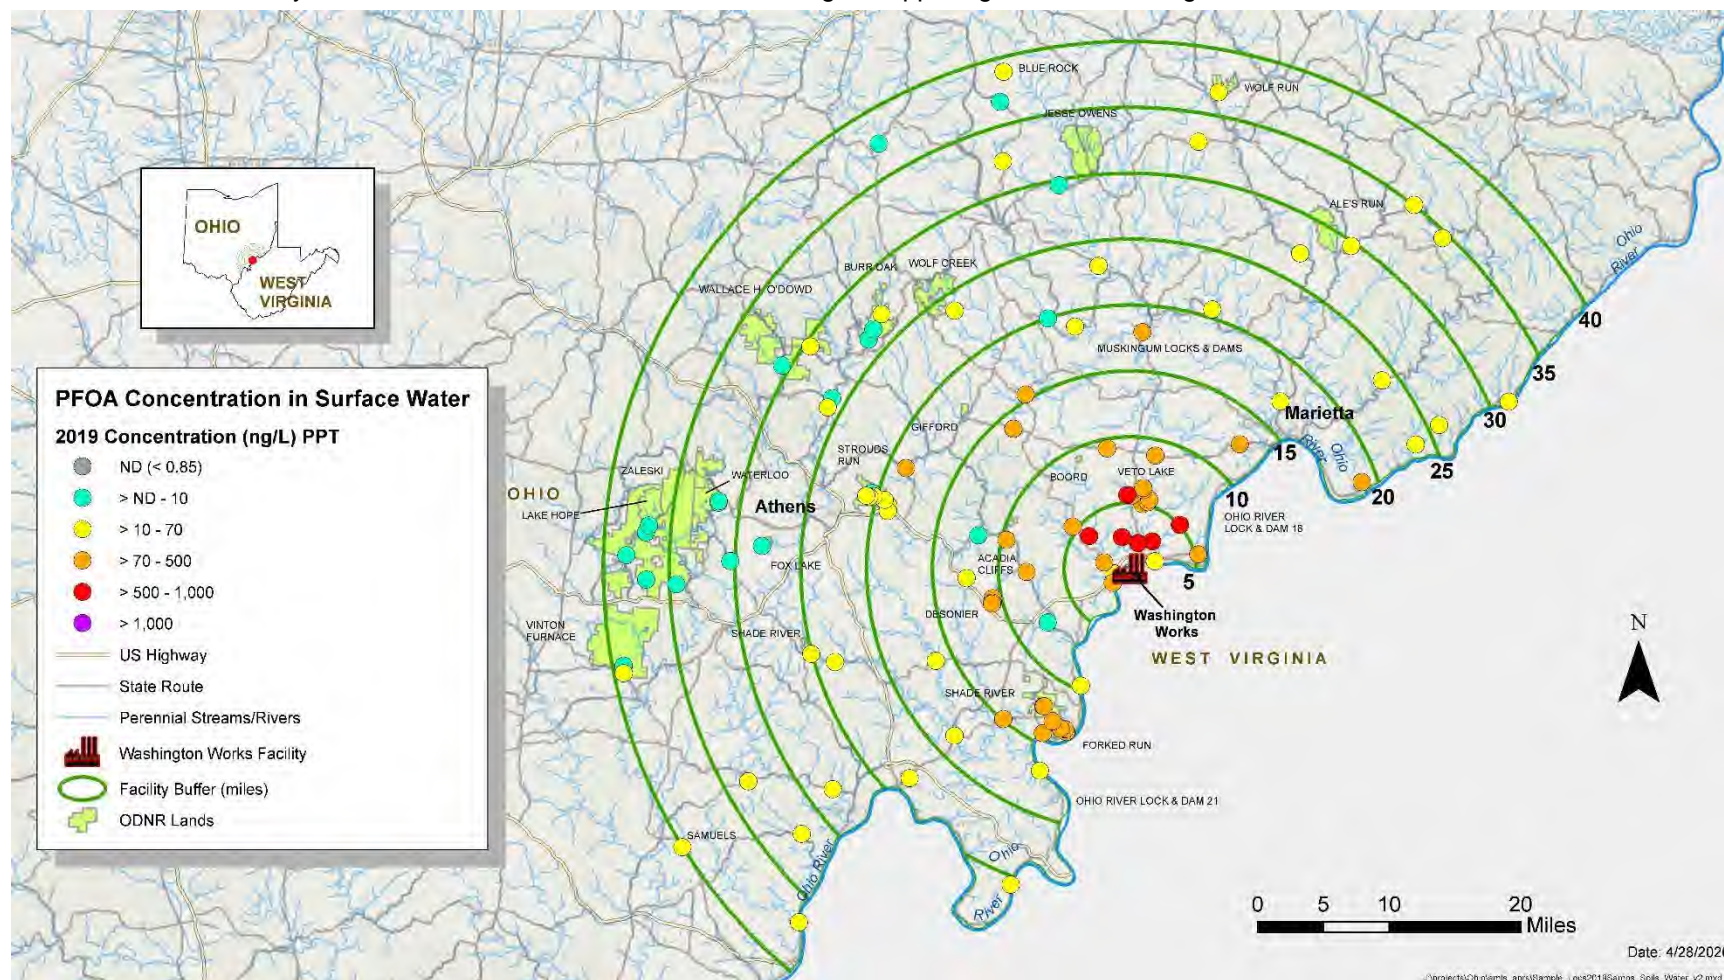 BLUE ROCK
WOLF RUN
JESSE OWENS
ALE'S RUN
Ohio
River
OHIO
WEST
VIRGINIA
BURR OAK
WOLF CREEK
WALLACE H. O'DOWD
40
MUSKINGUM LOCKS & DAMS
35
PFOA Concentration in Surface Water
2019 Concentration (ng/L) PPT
ND (< 0.85)
> ND - 10
> 10 - 70
> 70 - 500
> 500 - 1,000
> 1,000
US Highway
State Route
Perennial Streams/Rivers
Washington Works Facility
Facility Buffer (miles)
ODNR Lands
Marietta
30
GIFFORD
STROUDS
RUN
15
Ohio
River
25
ZALESKI
WATERLOO
BOORD
VETO LAKE
OHIO
20
10
LAKE HOPE
Athens
OHIO RIVER
LOCK & DAM 18
ACADIA
CLIFFS
FOX LAKE
5
DESONIER
Washington
Works
VINTON
FURNACE
SHADE RIVER
WEST VIRGINIA
N
SHADE RIVER
FORKED RUN
OHIO RIVER LOCK & DAM 21
SAMUELS
Ohio River
Ohio
River
0 5 10 20
Miles